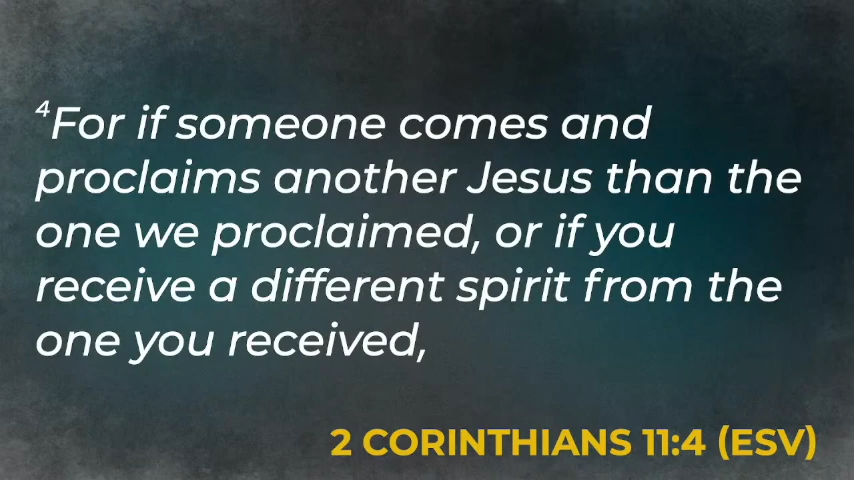 ⁴For if someone comes and
proclaims another Jesus than the
one we proclaimed, or if you
receive a different spirit from the
one you received,
2 CORINTHIANS 11:4 (ESV)